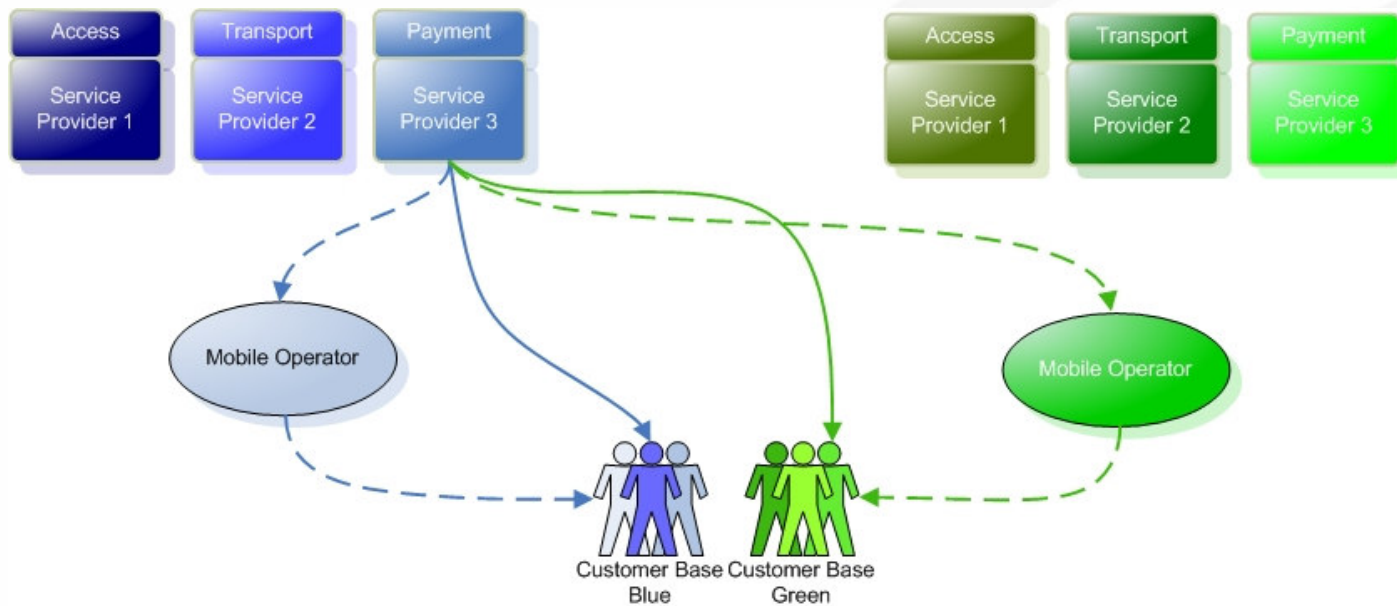 Access
Service
Provider 1
Transport
Service
Provider 2
Payment
Service
Provider 3
Access
Service
Provider 1
Transport
Service
Provider 2
Payment
Service
Provider 3
Mobile Operator
Mobile Operator
Customer Base
Blue
Customer Base
Green